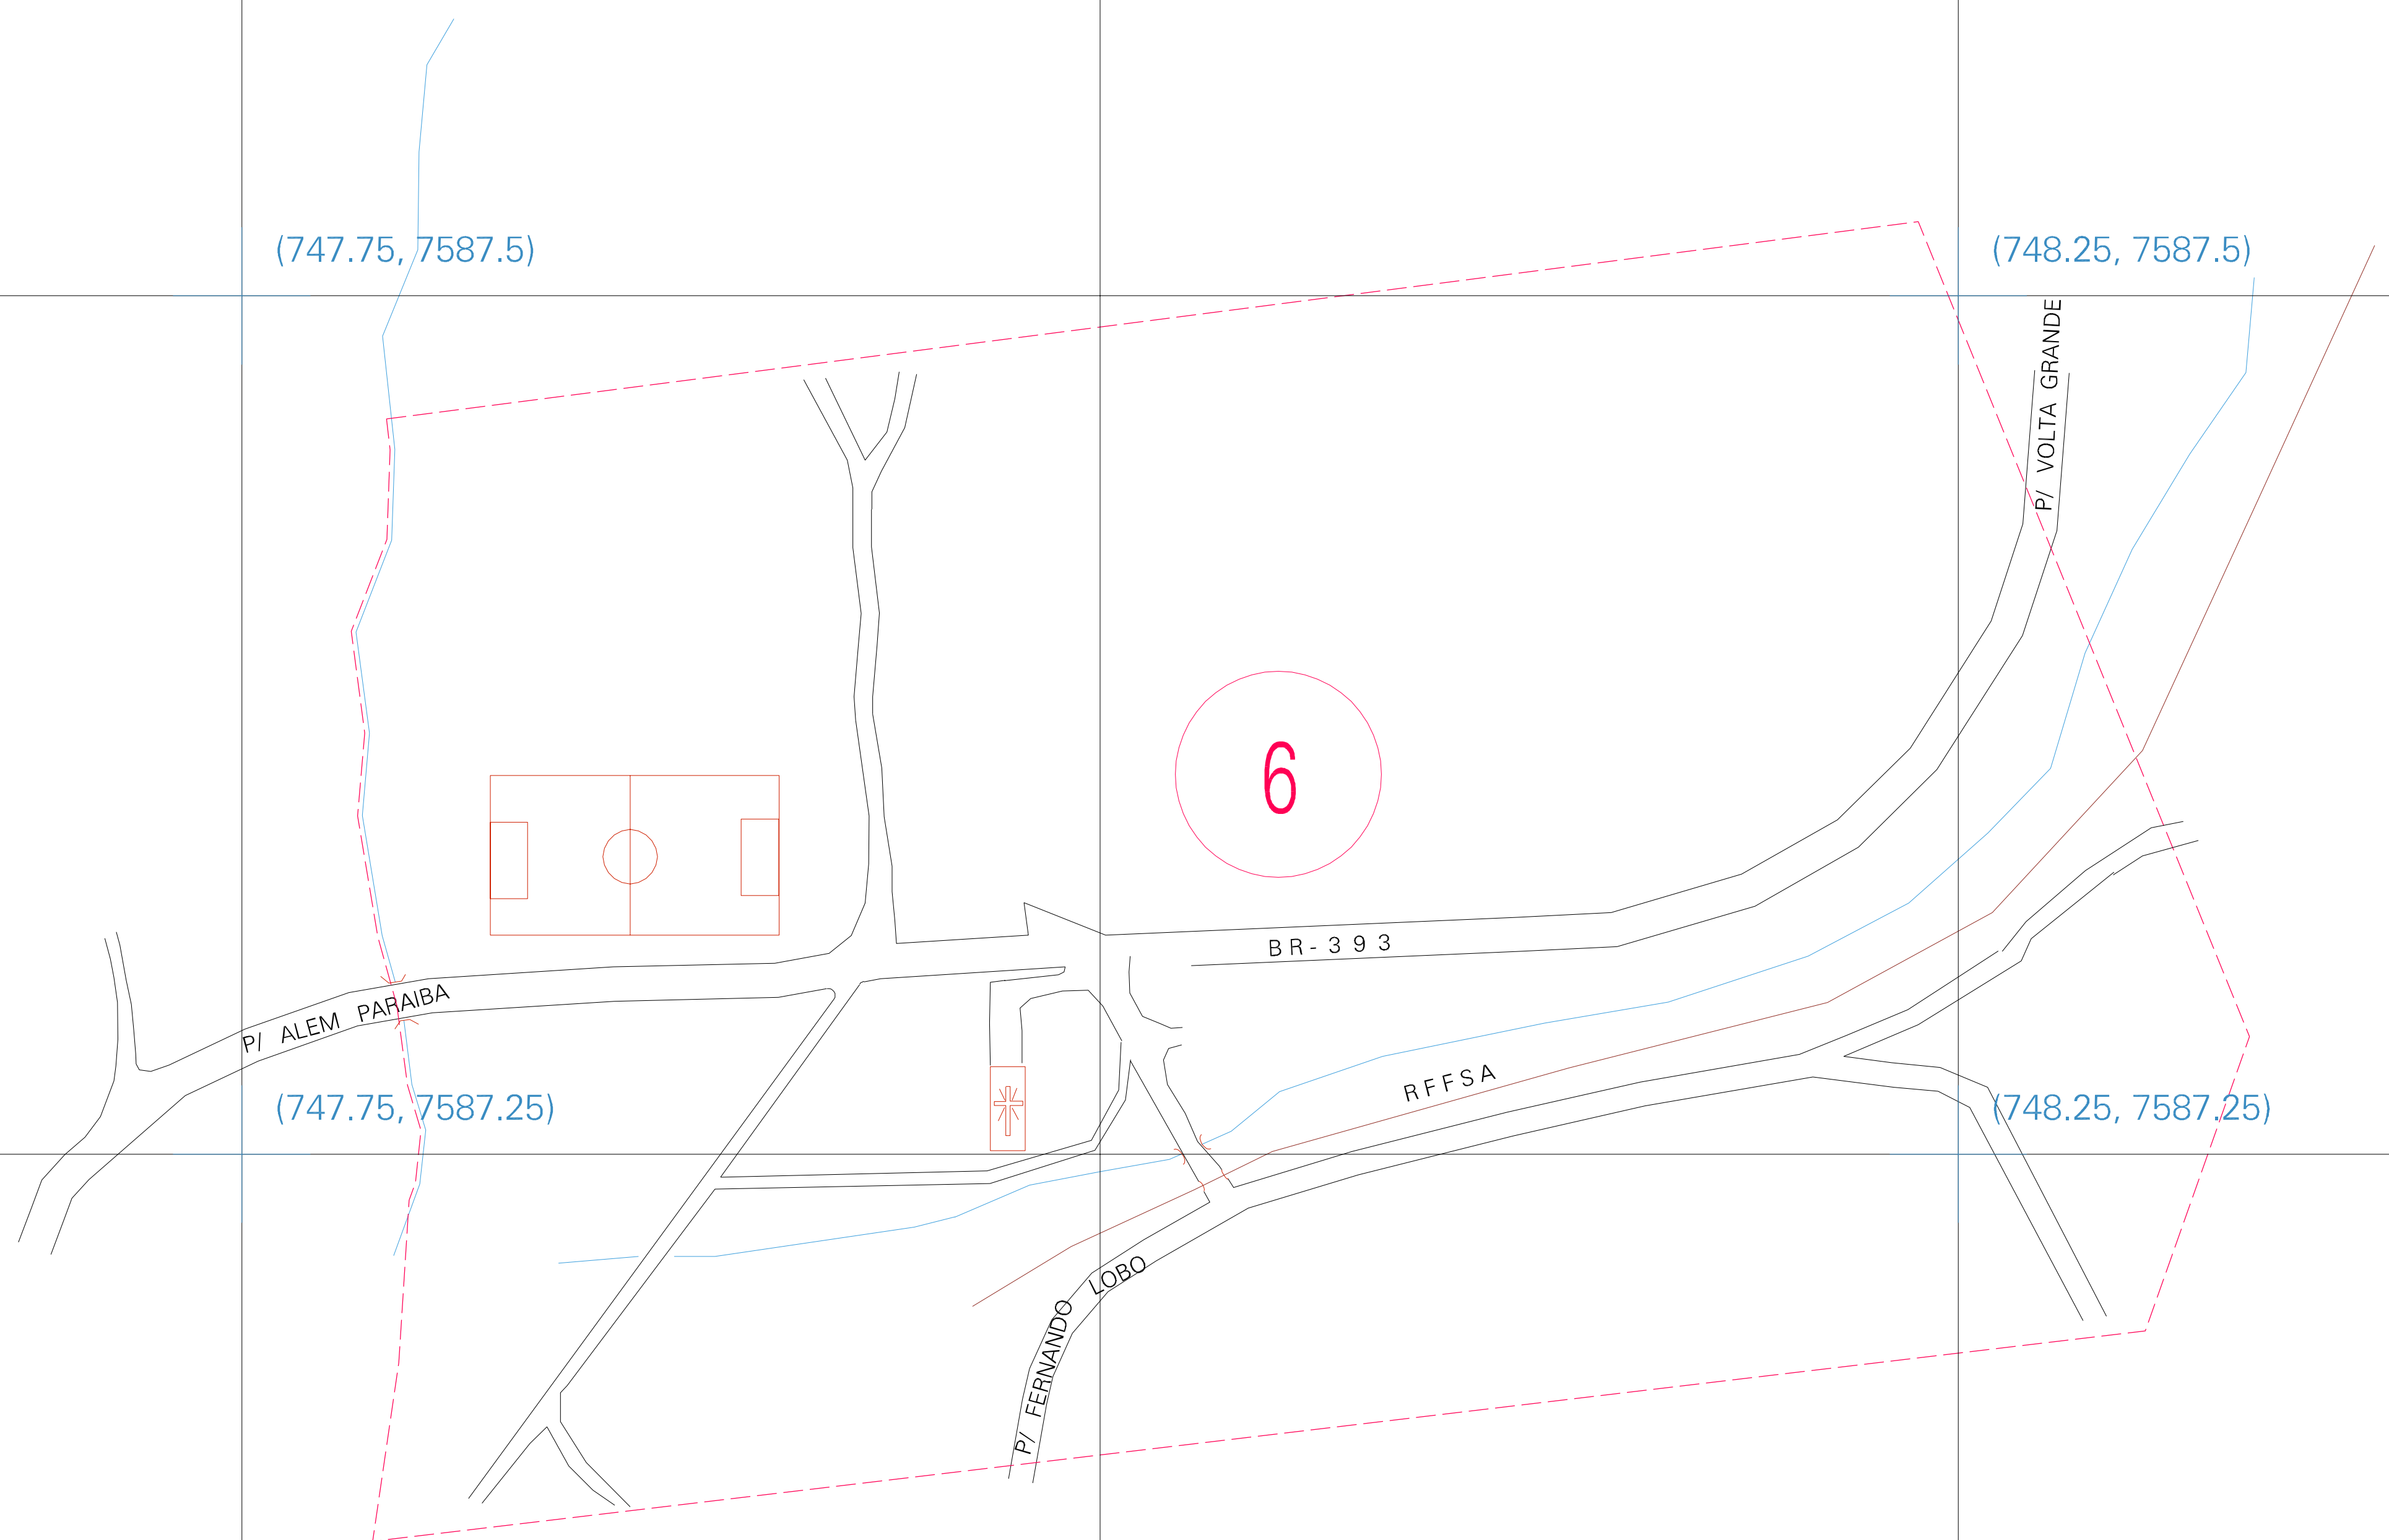 (747.75, 7587.5)
(748.25, 7587.5)
P/ VOLTA GRANDE
6
BR-393
P/ ALEM PARAIBA
RFFSA
(747.75, 7587.25)
(748.25, 7587.25)
P/ FERNANDO LOBO